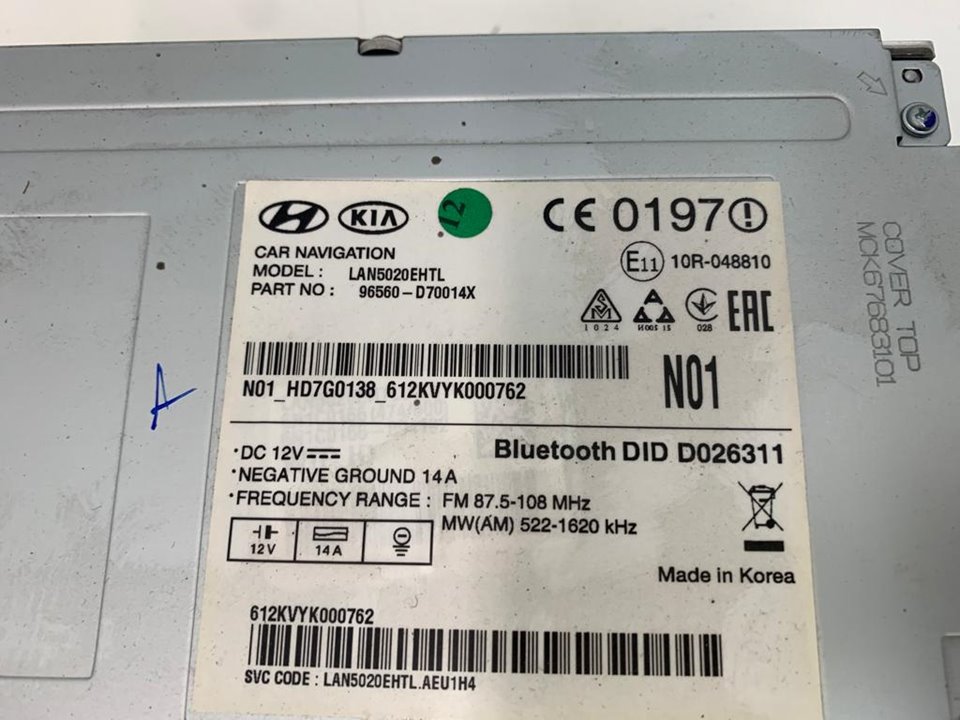 KIA
12
CE 0197
CAR NAVIGATION
MODEL : LAN5020EHTL
PART NO : 96560-D70014X
E11 10R-048810
1024
028
EAC
N01_HD7G0138_612KVYK000762
N01
Bluetooth DID D026311
•DC 12V
•NEGATIVE GROUND 14A
•FREQUENCY RANGE : FM 87.5-108 MHz
MW(AM) 522-1620 kHz
12V
14A
Made in Korea
612KVYK000762
SVC CODE : LAN5020EHTL.AEU1H4
COVER TOP
MCK67683101
A